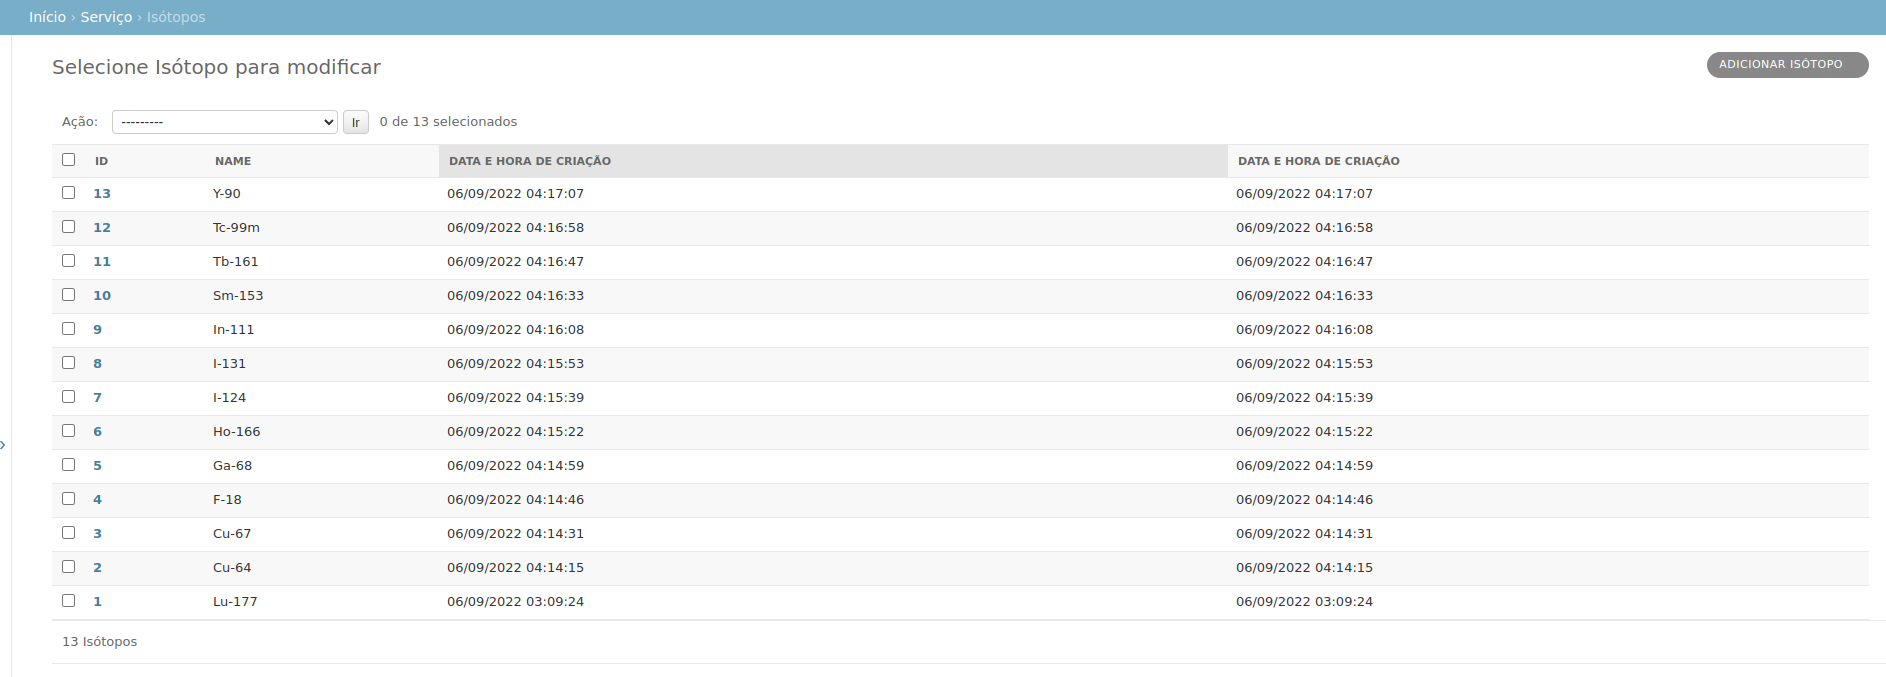 Início › Serviço › Isótopos
Selecione Isótopo para modificar
ADICIONAR ISÓTOPO
Ação: --------- Ir 0 de 13 selecionados
ID NAME DATA E HORA DE CRIAÇÃO DATA E HORA DE CRIAÇÃO
13 Y-90 06/09/2022 04:17:07 06/09/2022 04:17:07
12 Tc-99m 06/09/2022 04:16:58 06/09/2022 04:16:58
11 Tb-161 06/09/2022 04:16:47 06/09/2022 04:16:47
10 Sm-153 06/09/2022 04:16:33 06/09/2022 04:16:33
9 In-111 06/09/2022 04:16:08 06/09/2022 04:16:08
8 I-131 06/09/2022 04:15:53 06/09/2022 04:15:53
7 I-124 06/09/2022 04:15:39 06/09/2022 04:15:39
6 Ho-166 06/09/2022 04:15:22 06/09/2022 04:15:22
5 Ga-68 06/09/2022 04:14:59 06/09/2022 04:14:59
4 F-18 06/09/2022 04:14:46 06/09/2022 04:14:46
3 Cu-67 06/09/2022 04:14:31 06/09/2022 04:14:31
2 Cu-64 06/09/2022 04:14:15 06/09/2022 04:14:15
1 Lu-177 06/09/2022 03:09:24 06/09/2022 03:09:24
13 Isótopos